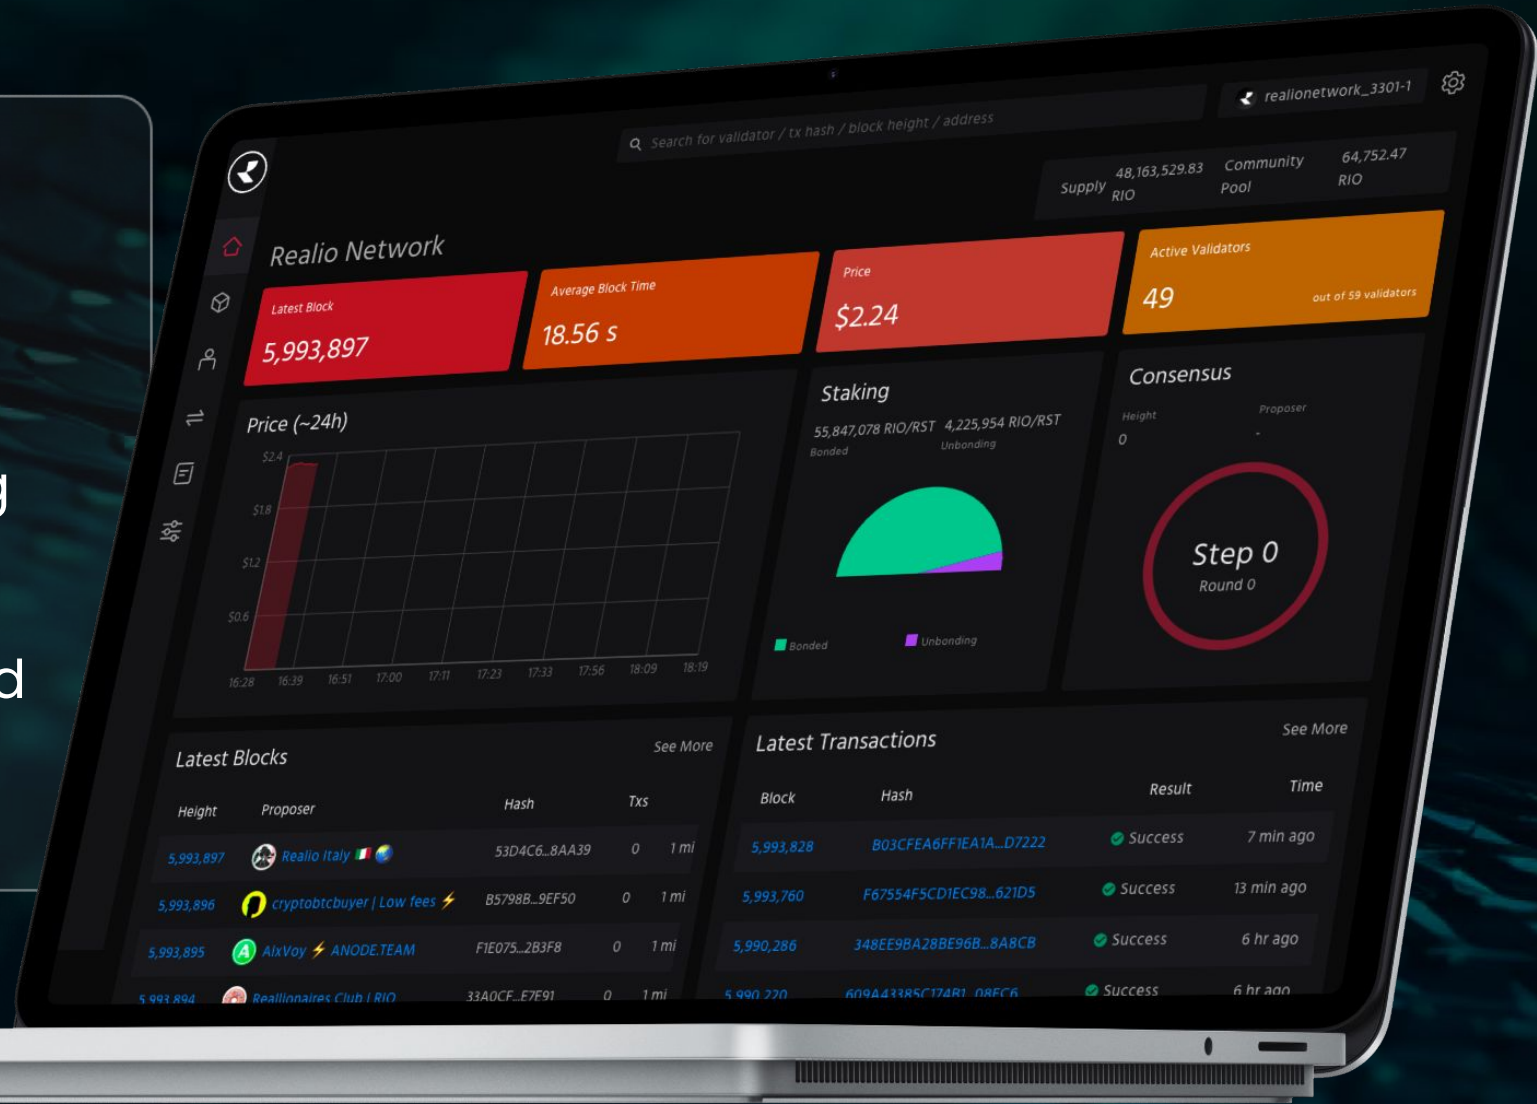 g
d
Search for validator / tx hash / block height / address
realionetwork_3301-1
Supply 48,163,529.83 RIO Community Pool 64,752.47 RIO
Realio Network
Latest Block
5,993,897
Average Block Time
18.56 s
Price
$2.24
Active Validators
49 out of 59 validators
Price (~24h)
$2.4
$1.8
$1.2
$0.6
16:28 16:39 16:51 17:00 17:11 17:23 17:33 17:56 18:09 18:19
Staking
55,847,078 RIO/RST 4,225,954 RIO/RST
Bonded Unbonding
Bonded Unbonding
Consensus
Height Proposer
0 -
Step 0
Round 0
Latest Blocks See More
Height Proposer Hash Txs
5,993,897 Realio Italy 🇮🇹 🌏 53D4C6...8AA39 0 1 mi
5,993,896 cryptobtcbuyer | Low fees ⚡ B5798B...9EF50 0 1 mi
5,993,895 AlxVoy ⚡ ANODE.TEAM F1E075...2B3F8 0 1 mi
5,993,894 Reallionaires Club | RIO 33A0CF...F7E91 0 1 mi
Latest Transactions See More
Block Hash Result Time
5,993,828 B03CFEA6FF1EA1A...D7222 Success 7 min ago
5,993,760 F67554F5CD1EC98...621D5 Success 13 min ago
5,990,286 348EE9BA28BE96B...8A8CB Success 6 hr ago
5,990,220 609A43385C174B1...08FC6 Success 6 hr ago